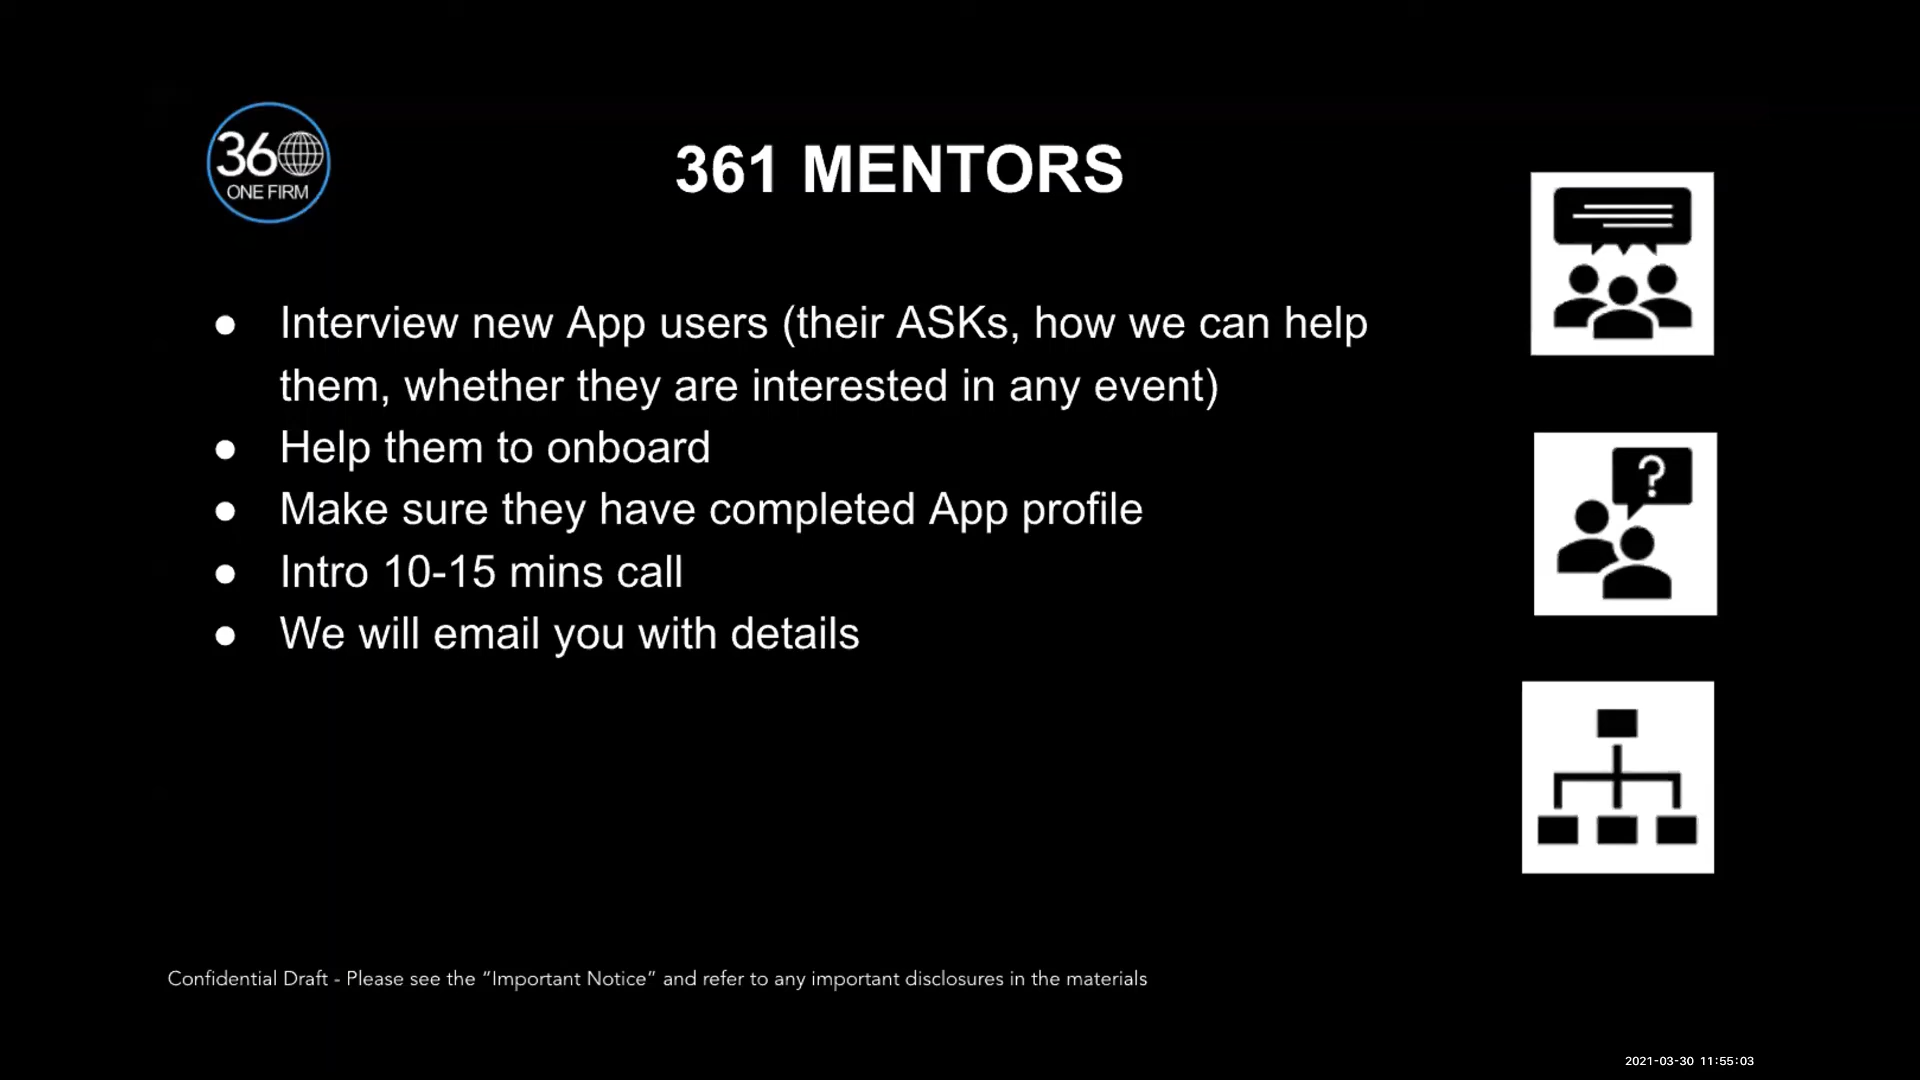 360
ONE FIRM
361 MENTORS
● Interview new App users (their ASKs, how we can help
them, whether they are interested in any event)
● Help them to onboard
● Make sure they have completed App profile
● Intro 10-15 mins call
● We will email you with details
?
Confidential Draft - Please see the “Important Notice” and refer to any important disclosures in the materials
2021-03-30 11:55:03